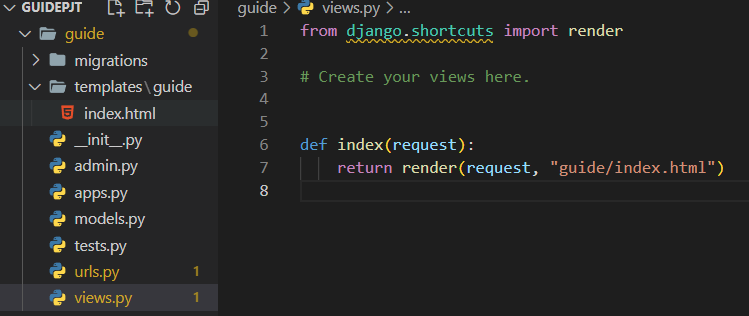 GUIDEPJT
guide
migrations
templates\guide
index.html
__init__.py
admin.py
apps.py
models.py
tests.py
urls.py 1
views.py 1
guide > views.py > ...
1 from django.shortcuts import render
2
3 # Create your views here.
4
5
6 def index(request):
7 return render(request, "guide/index.html")
8